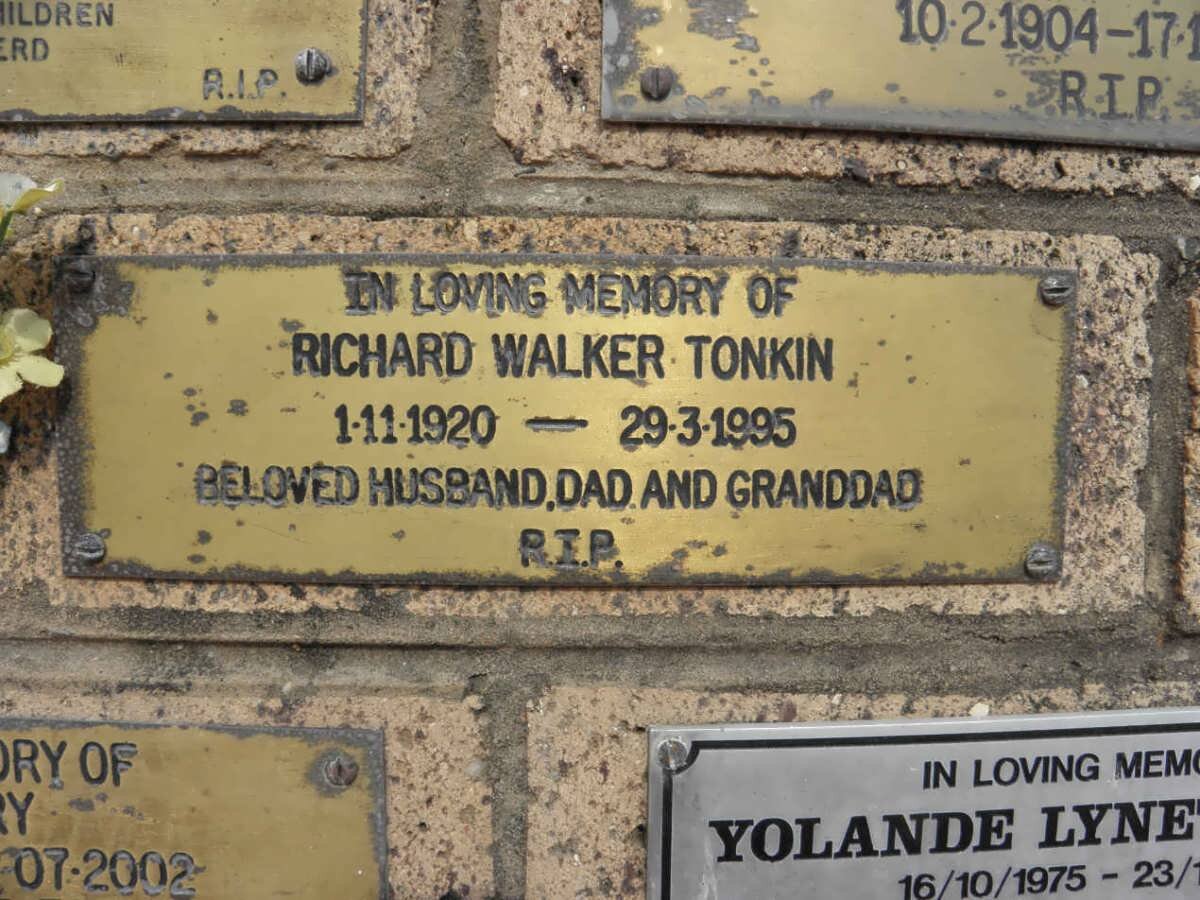 CHILDREN
ERD
R.I.P.
10·2·1904–17·1
R.I.P.
IN LOVING MEMORY OF
RICHARD WALKER TONKIN
1·11·1920 — 29·3·1995
BELOVED HUSBAND, DAD AND GRANDDAD
R.I.P.
ORY OF
RY
07·2002
IN LOVING MEMO
YOLANDE LYNE
16/10/1975 - 23/1